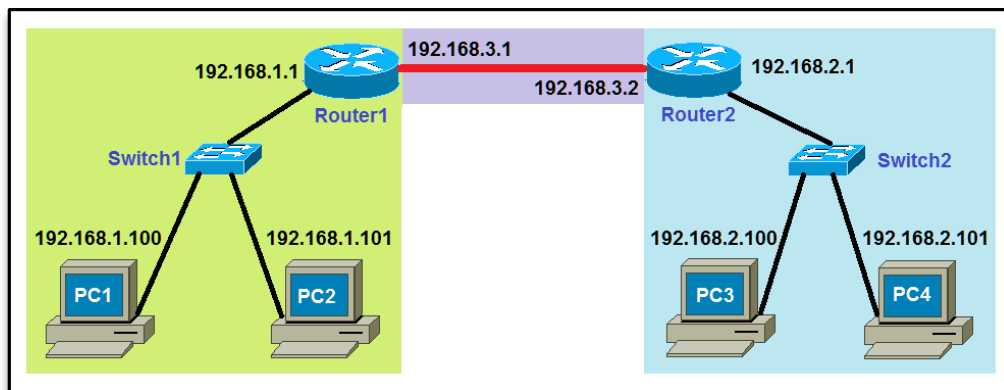 192.168.3.1
192.168.1.1
192.168.2.1
192.168.3.2
Router1
Router2
Switch1
Switch2
192.168.1.100
192.168.1.101
192.168.2.100
192.168.2.101
PC1
PC2
PC3
PC4